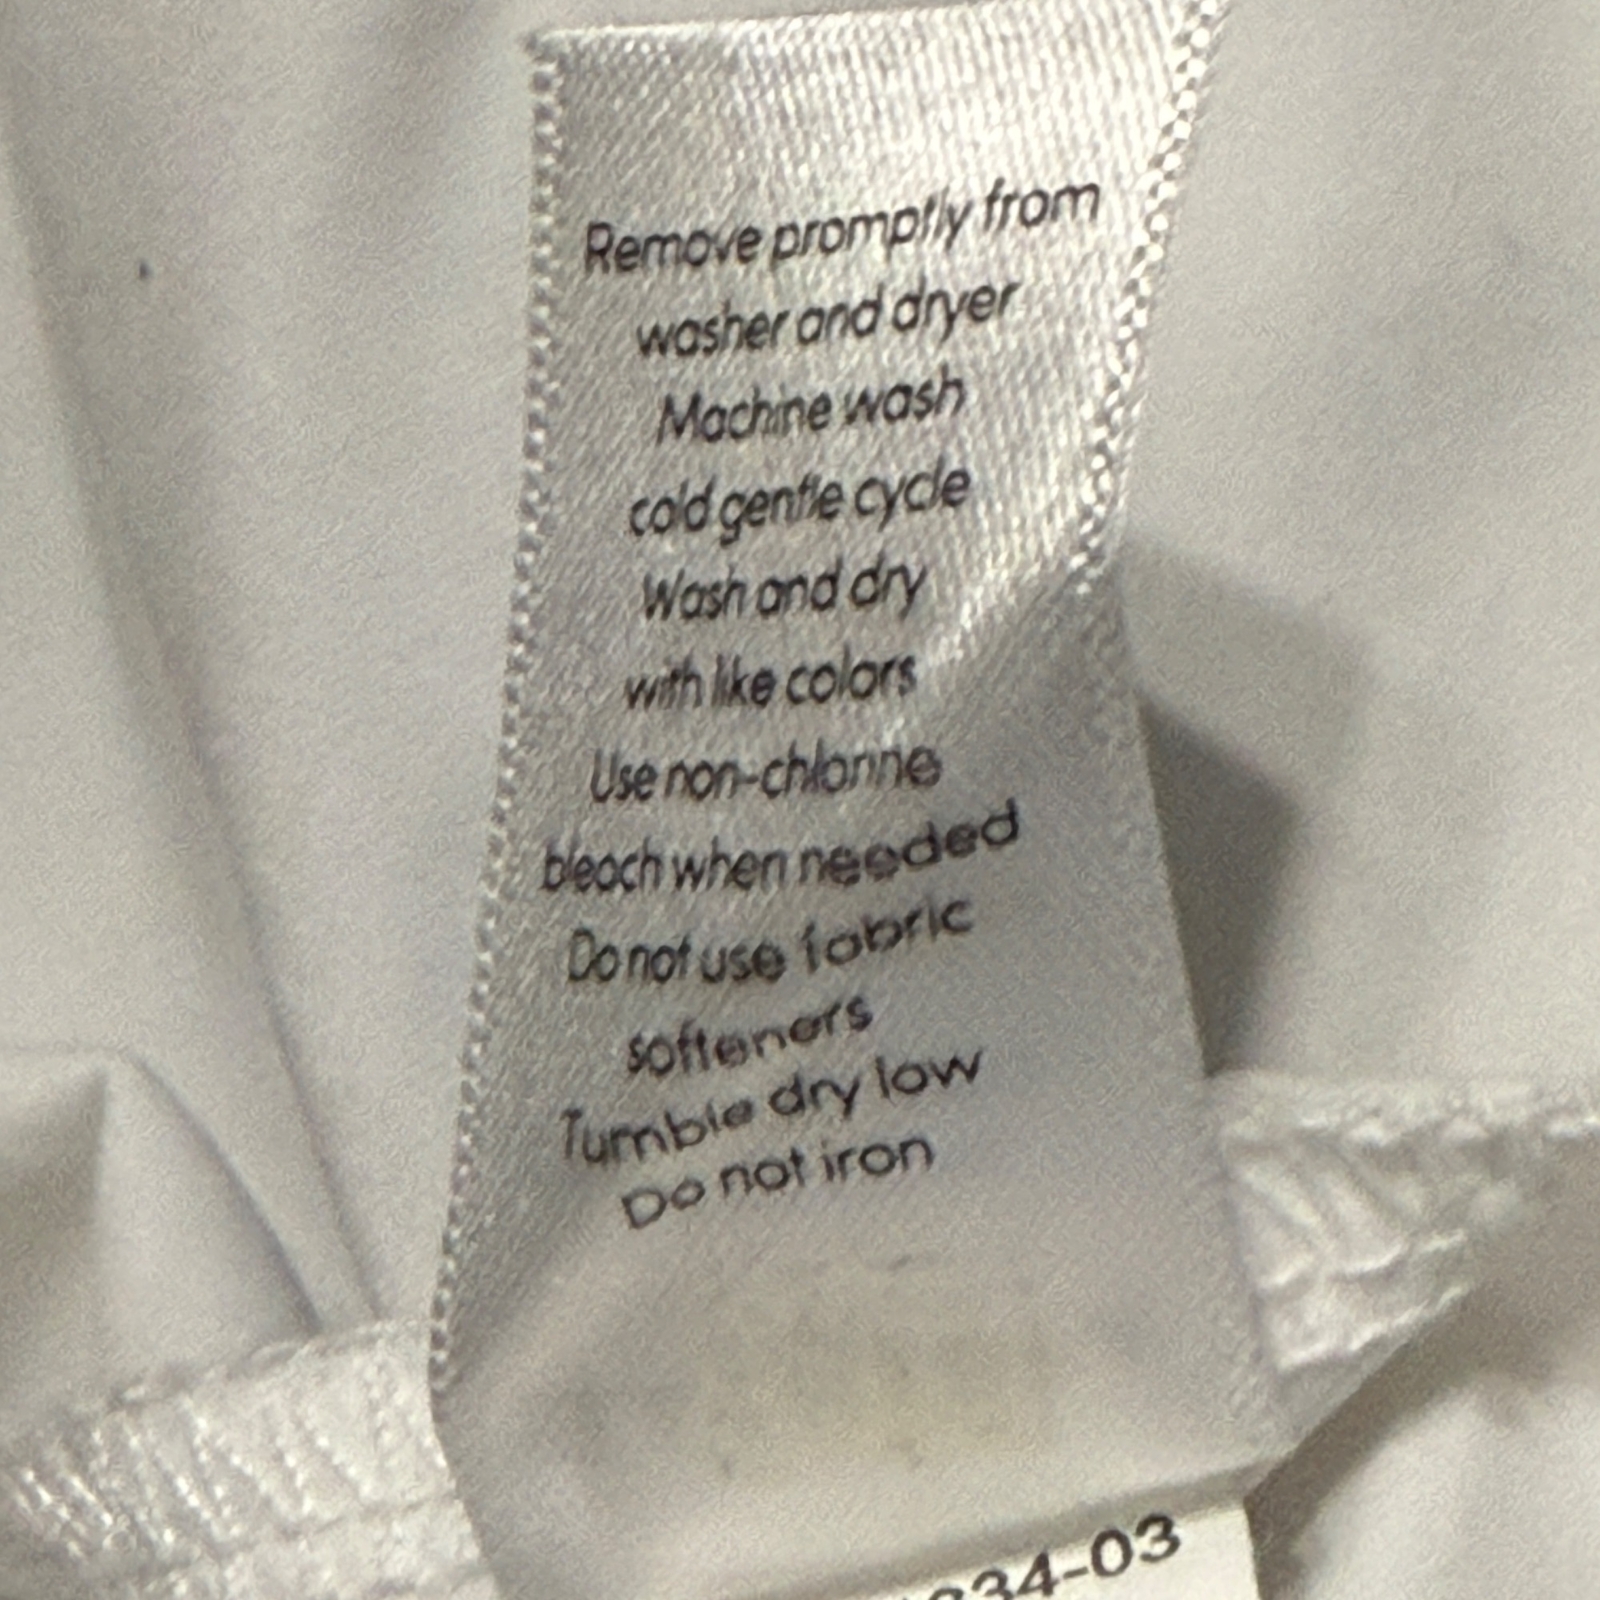 Remove promptly from
washer and dryer
Machine wash
cold gentle cycle
Wash and dry
with like colors
Use non-chlorine
bleach when needed
Do not use fabric
softeners
Tumble dry low
Do not iron
334-03